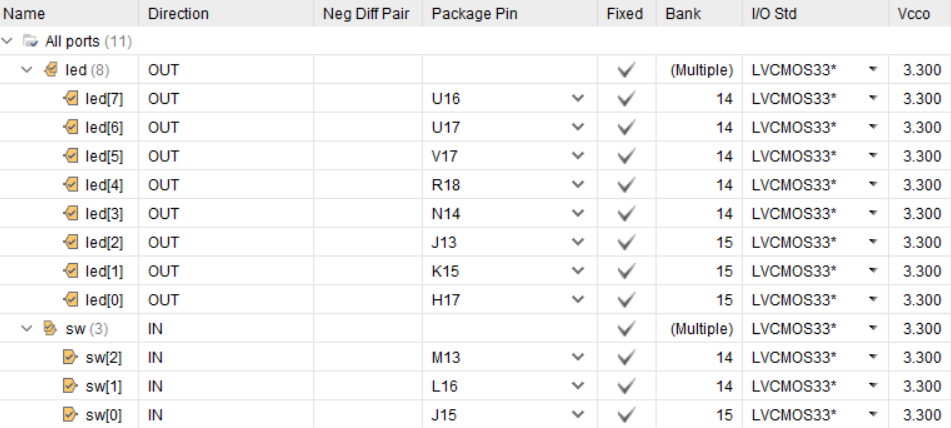 Name Direction Neg Diff Pair Package Pin Fixed Bank I/O Std Vcco
All ports (11)
led (8) OUT (Multiple) LVCMOS33* 3.300
led[7] OUT U16 14 LVCMOS33* 3.300
led[6] OUT U17 14 LVCMOS33* 3.300
led[5] OUT V17 14 LVCMOS33* 3.300
led[4] OUT R18 14 LVCMOS33* 3.300
led[3] OUT N14 14 LVCMOS33* 3.300
led[2] OUT J13 15 LVCMOS33* 3.300
led[1] OUT K15 15 LVCMOS33* 3.300
led[0] OUT H17 15 LVCMOS33* 3.300
sw (3) IN (Multiple) LVCMOS33* 3.300
sw[2] IN M13 14 LVCMOS33* 3.300
sw[1] IN L16 14 LVCMOS33* 3.300
sw[0] IN J15 15 LVCMOS33* 3.300